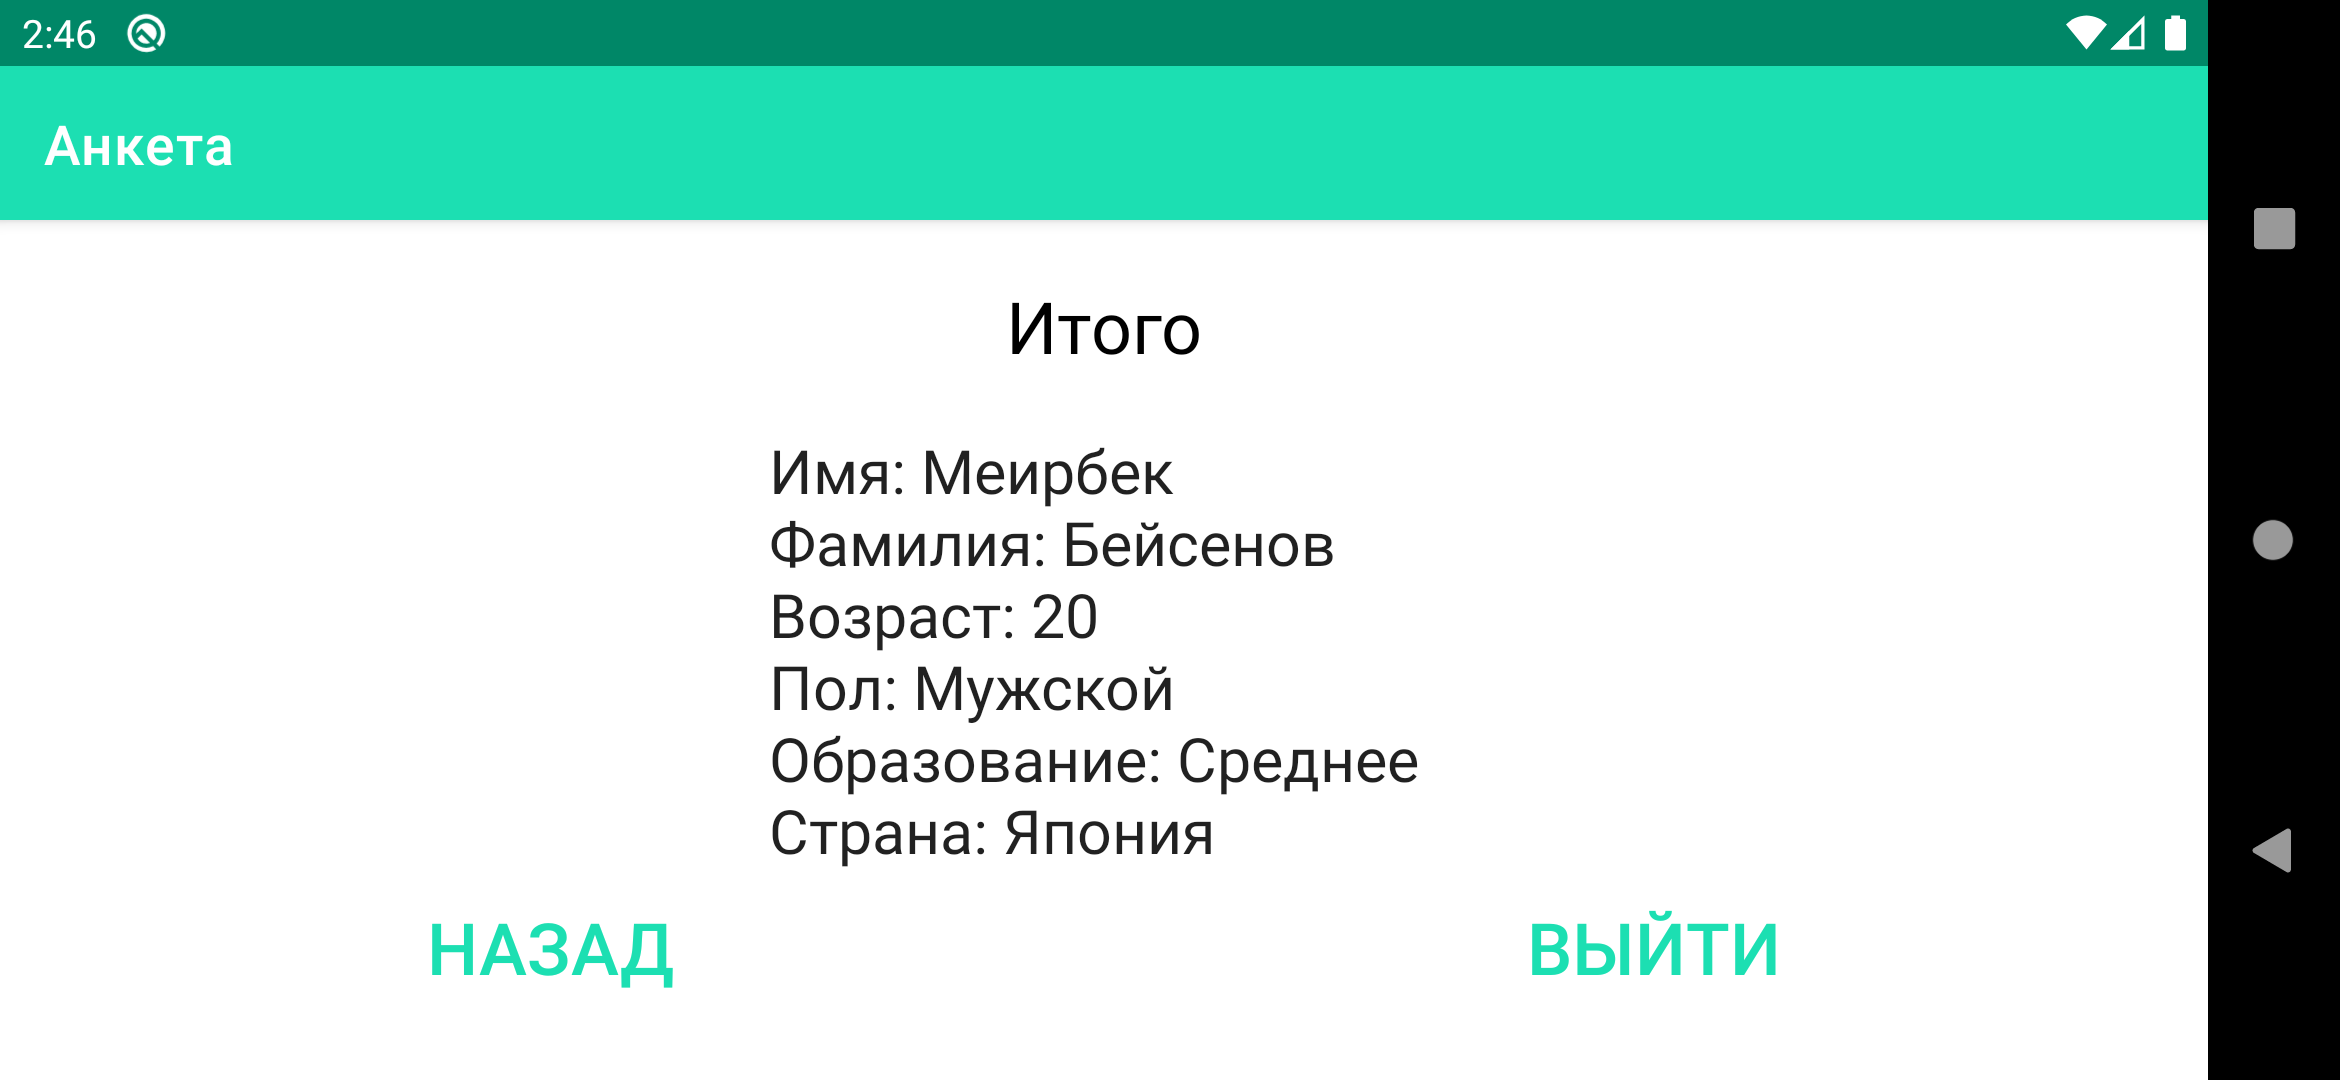 2:46
Анкета
Итого
Имя: Меирбек
Фамилия: Бейсенов
Возраст: 20
Пол: Мужской
Образование: Среднее
Страна: Япония
НАЗАД ВЫЙТИ